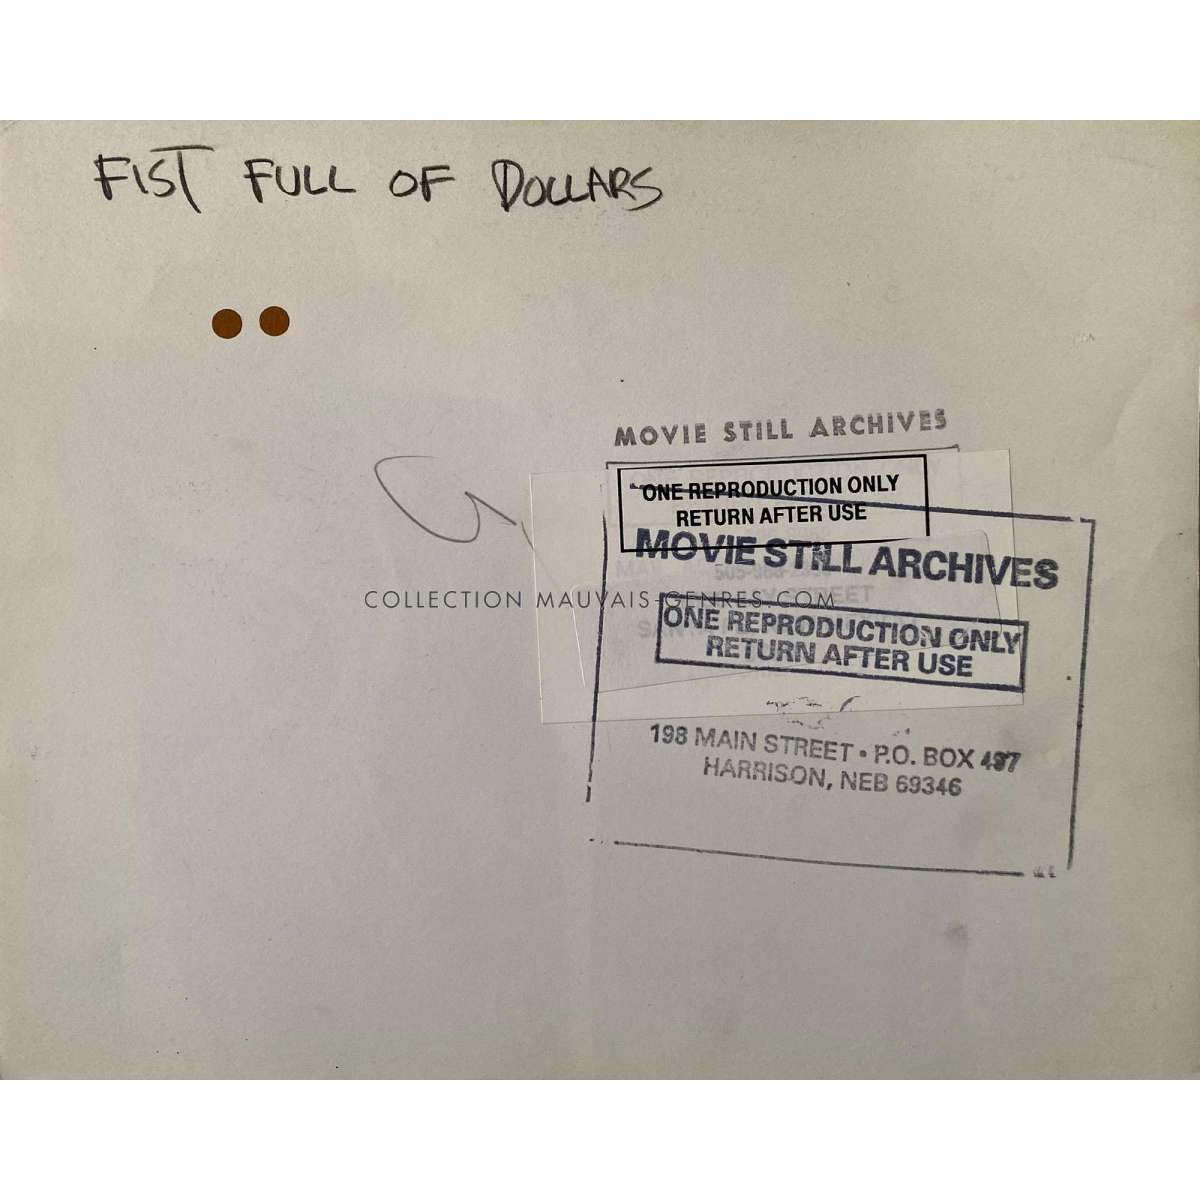 FIST FULL OF DOLLARS
MOVIE STILL ARCHIVES
ONE REPRODUCTION ONLY
RETURN AFTER USE
MOVIE STILL ARCHIVES
COLLECTION MAUVAIS-GENRES.COM
ONE REPRODUCTION ONLY
RETURN AFTER USE
198 MAIN STREET • P.O. BOX
HARRISON, NEB 69346